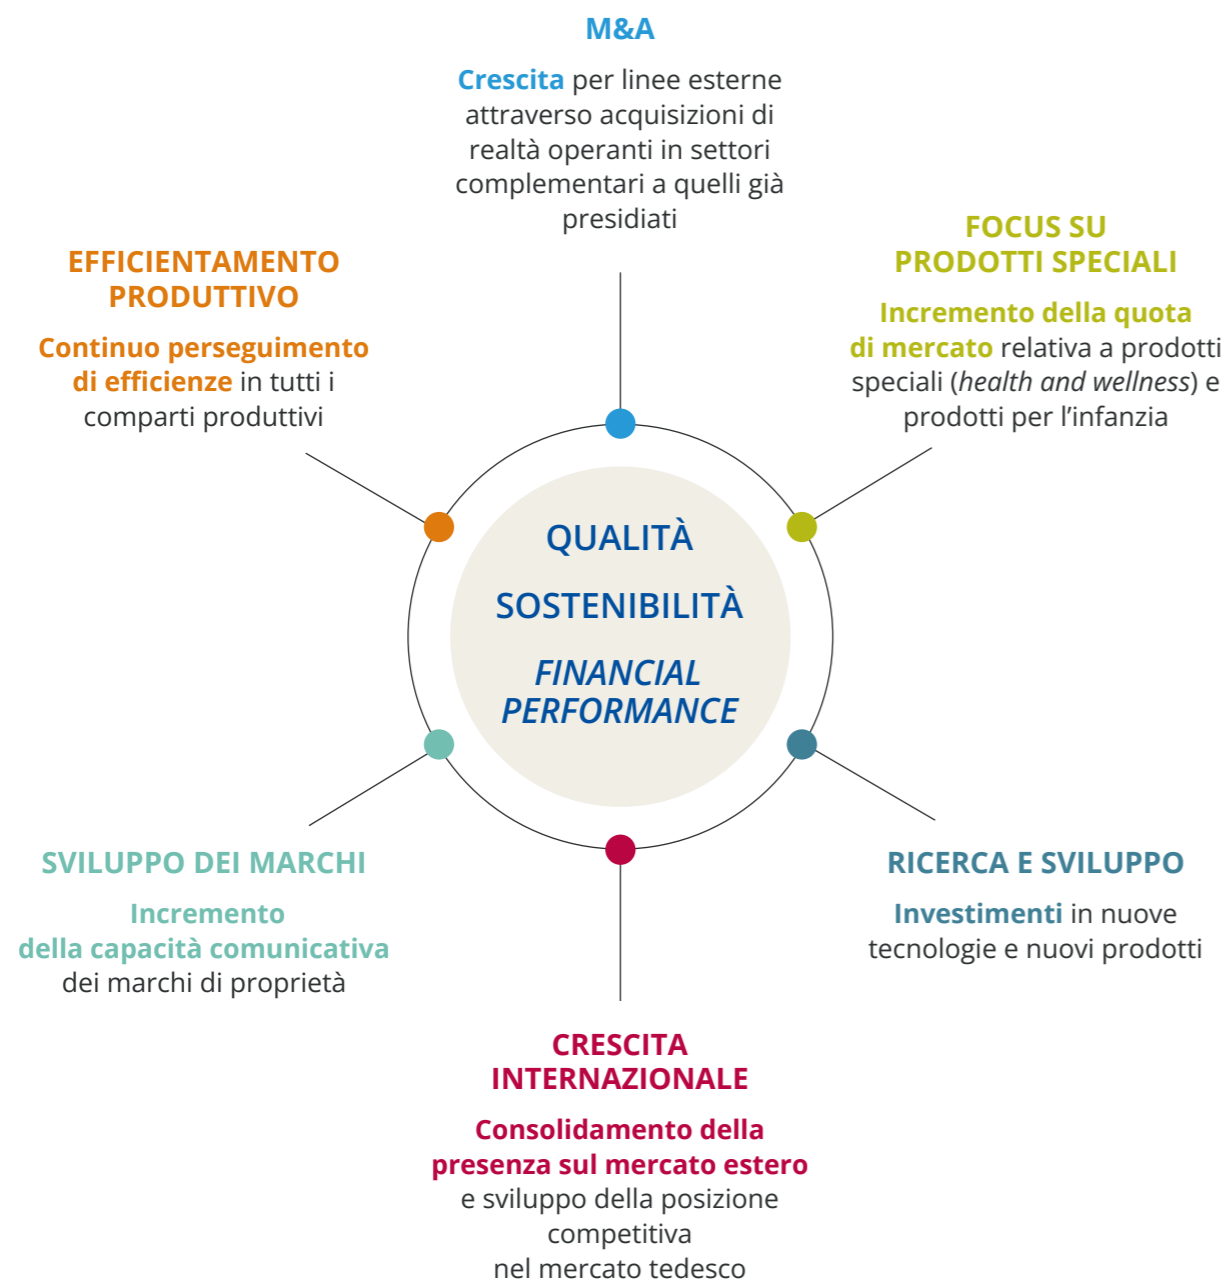 M&A
Crescita per linee esterne
attraverso acquisizioni di
realtà operanti in settori
complementari a quelli già
presidiati
FOCUS SU
PRODOTTI SPECIALI
Incremento della quota
di mercato relativa a prodotti
speciali (health and wellness) e
prodotti per l’infanzia
EFFICIENTAMENTO
PRODUTTIVO
Continuo perseguimento
di efficienze in tutti i
comparti produttivi
QUALITÀ
SOSTENIBILITÀ
FINANCIAL
PERFORMANCE
SVILUPPO DEI MARCHI
Incremento
della capacità comunicativa
dei marchi di proprietà
RICERCA E SVILUPPO
Investimenti in nuove
tecnologie e nuovi prodotti
CRESCITA
INTERNAZIONALE
Consolidamento della
presenza sul mercato estero
e sviluppo della posizione
competitiva
nel mercato tedesco